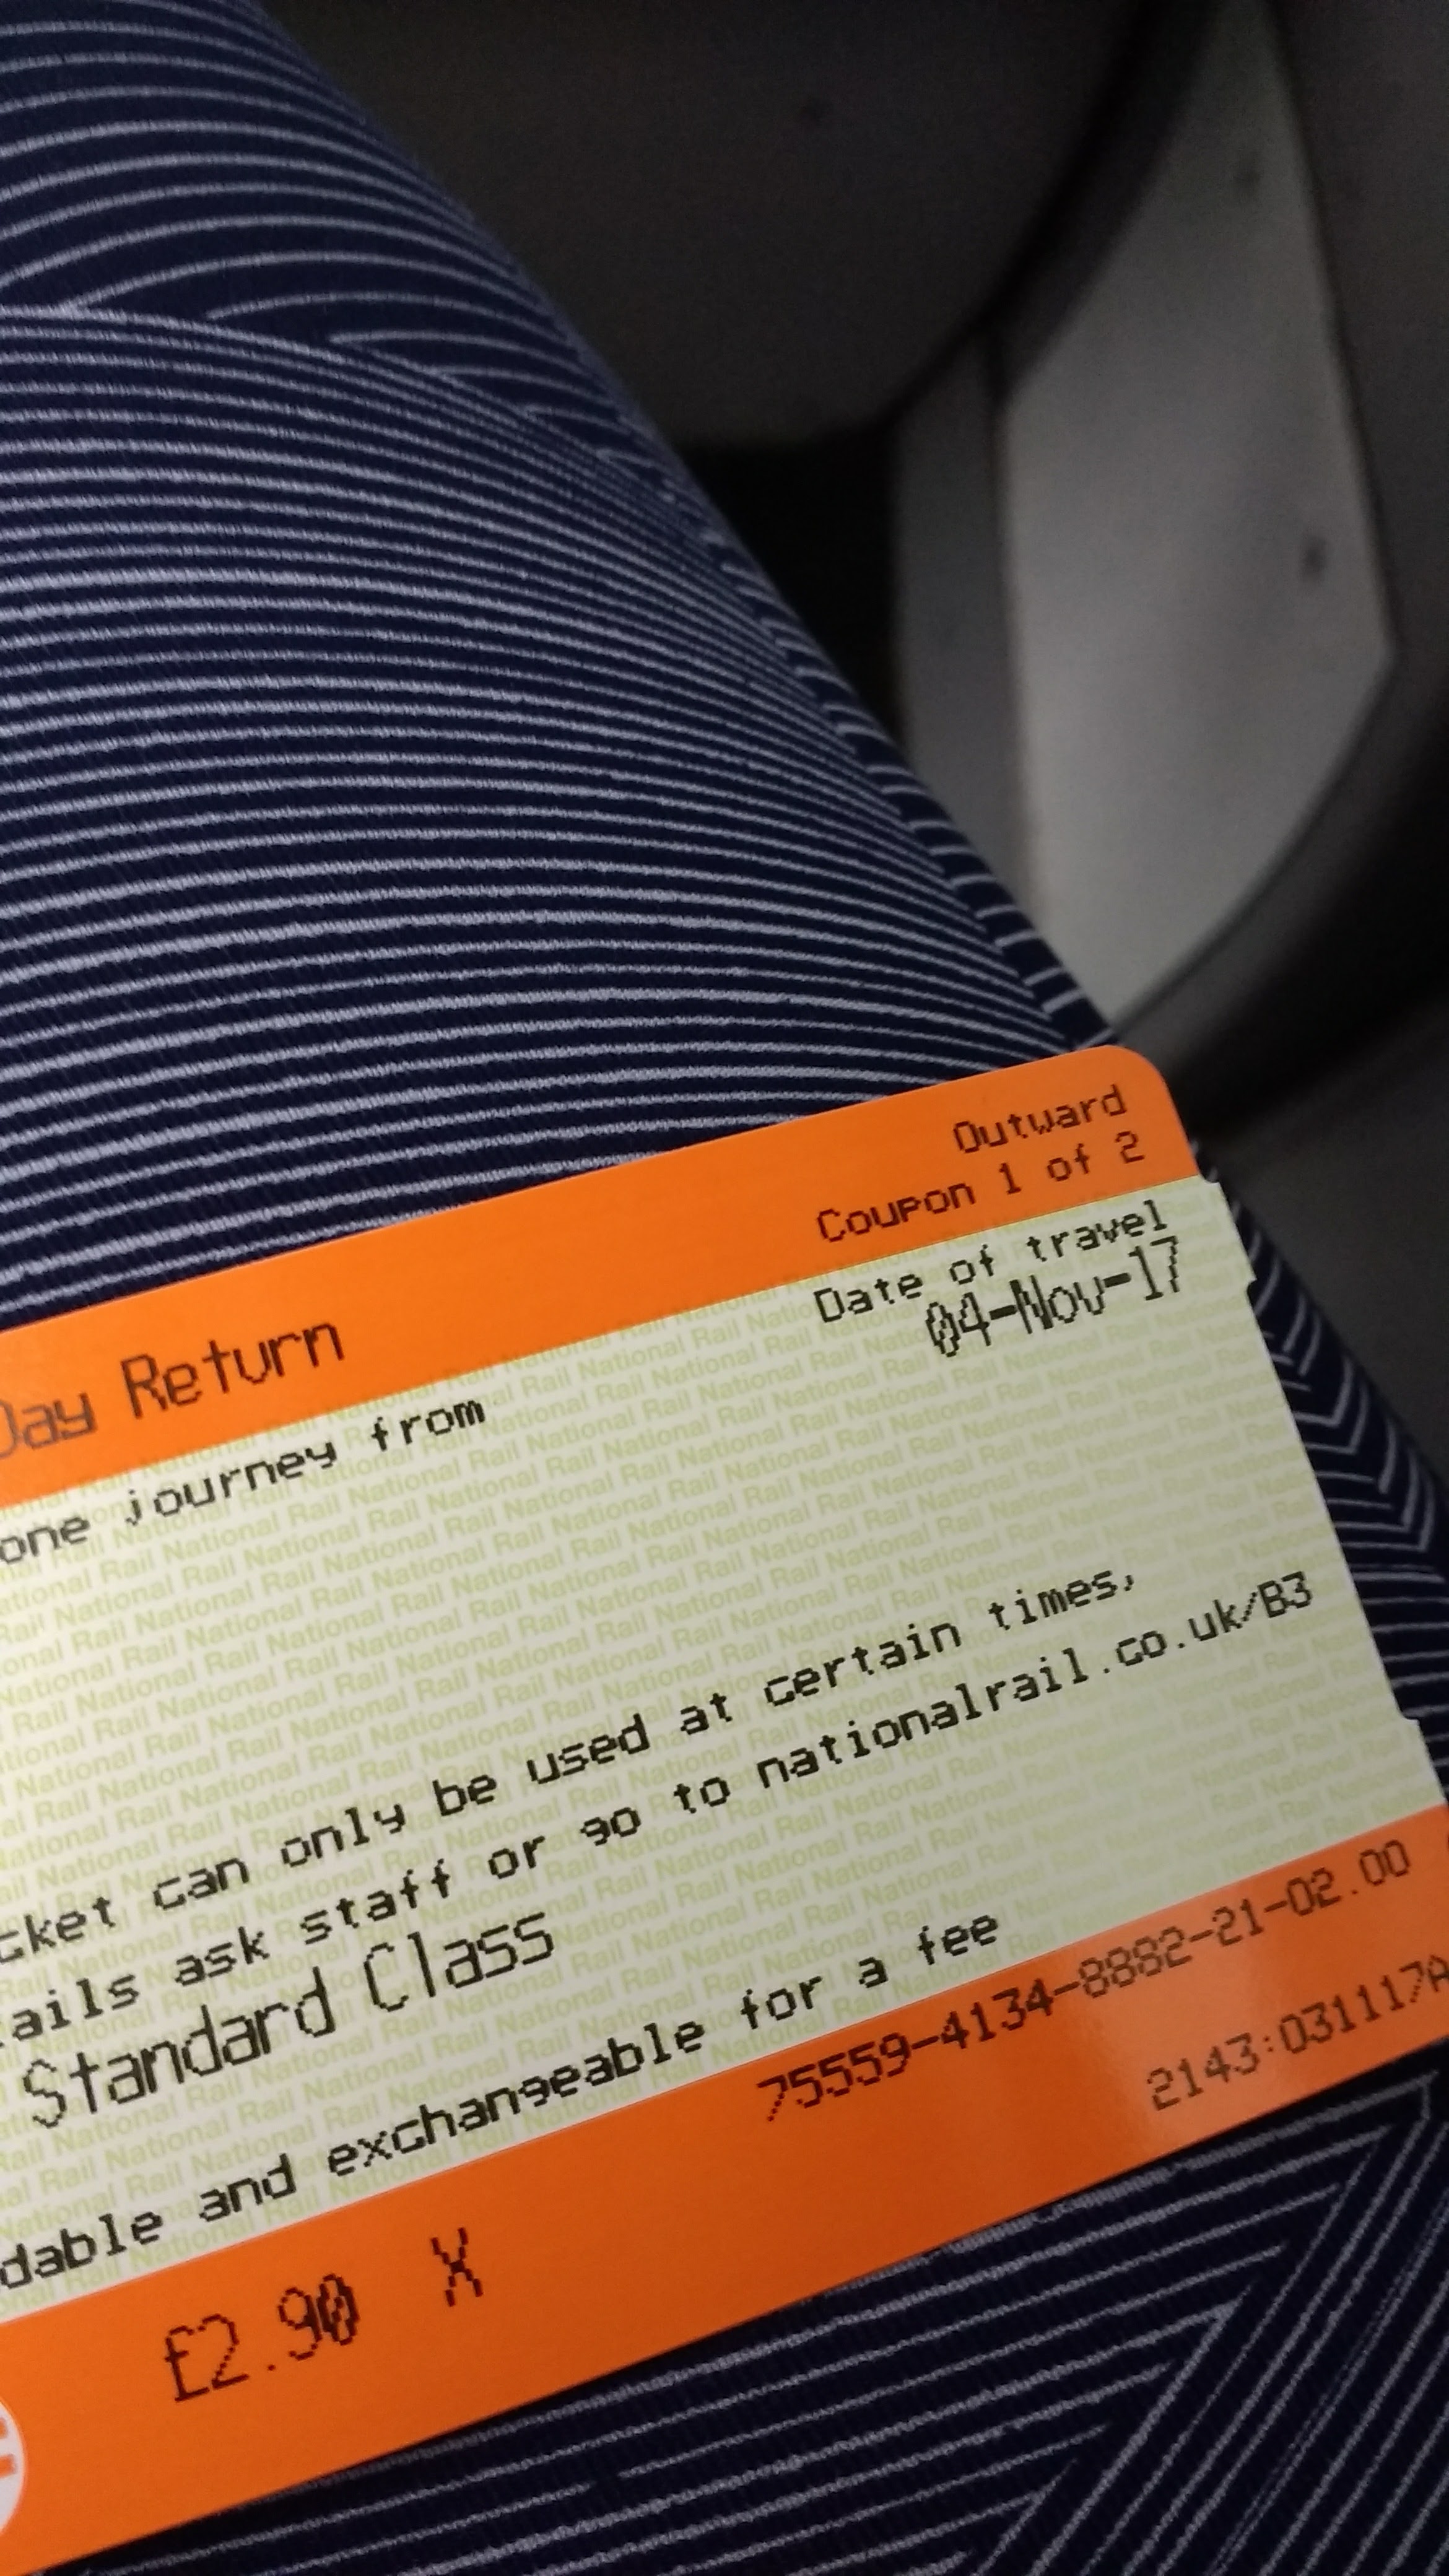 Outward
Coupon 1 of 2
Day Return
Date of travel
04-Nov-17
one journey from
cket can only be used at certain times,
ails ask staff or go to nationalrail.co.uk/B3
Standard Class
dable and exchangeable for a fee
75559-4134-8882-21-02.00
£2.90 X
2143:031117A